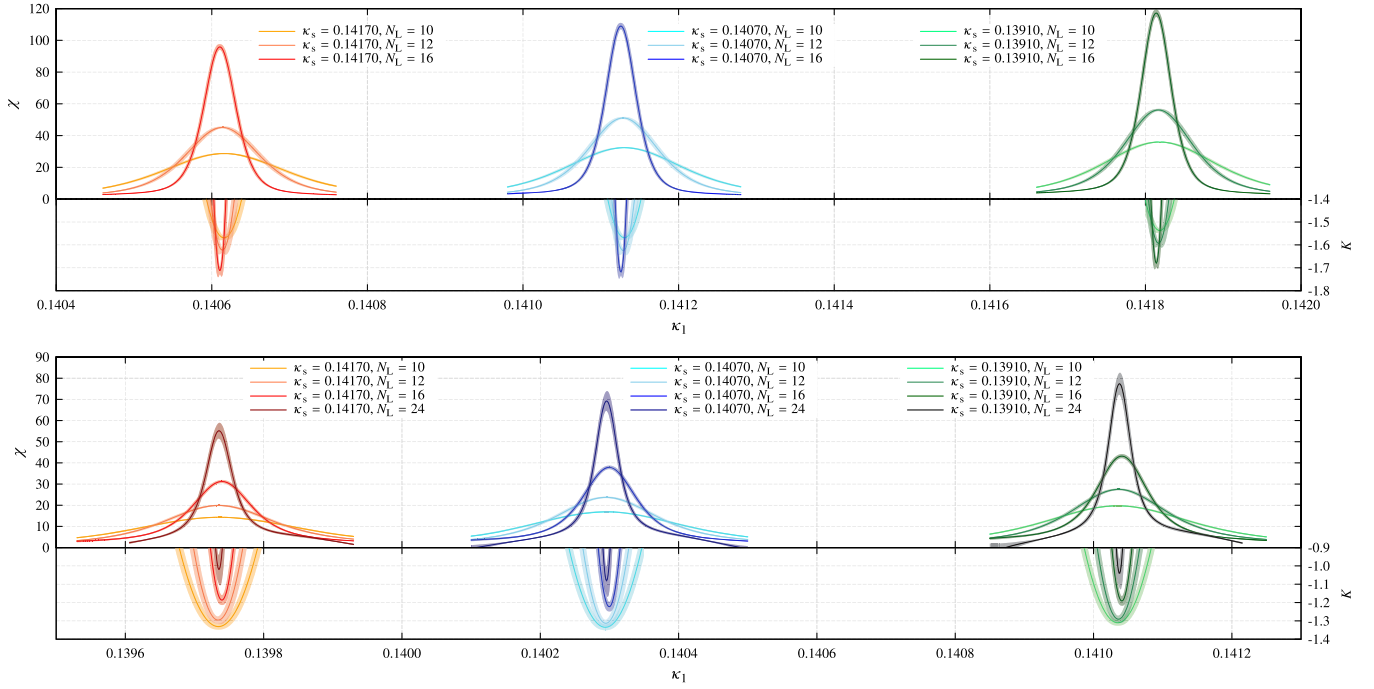 120
100
80
60
40
20
0
χ
κs = 0.14170, NL = 10
κs = 0.14170, NL = 12
κs = 0.14170, NL = 16
κs = 0.14070, NL = 10
κs = 0.14070, NL = 12
κs = 0.14070, NL = 16
κs = 0.13910, NL = 10
κs = 0.13910, NL = 12
κs = 0.13910, NL = 16
-1.4
-1.5
-1.6
-1.7
-1.8
K
0.1404 0.1406 0.1408 0.1410 0.1412 0.1414 0.1416 0.1418 0.1420
κ1
90
80
70
60
50
40
30
20
10
0
χ
κs = 0.14170, NL = 10
κs = 0.14170, NL = 12
κs = 0.14170, NL = 16
κs = 0.14170, NL = 24
κs = 0.14070, NL = 10
κs = 0.14070, NL = 12
κs = 0.14070, NL = 16
κs = 0.14070, NL = 24
κs = 0.13910, NL = 10
κs = 0.13910, NL = 12
κs = 0.13910, NL = 16
κs = 0.13910, NL = 24
-0.9
-1.0
-1.1
-1.2
-1.3
-1.4
K
0.1396 0.1398 0.1400 0.1402 0.1404 0.1406 0.1408 0.1410 0.1412
κ1